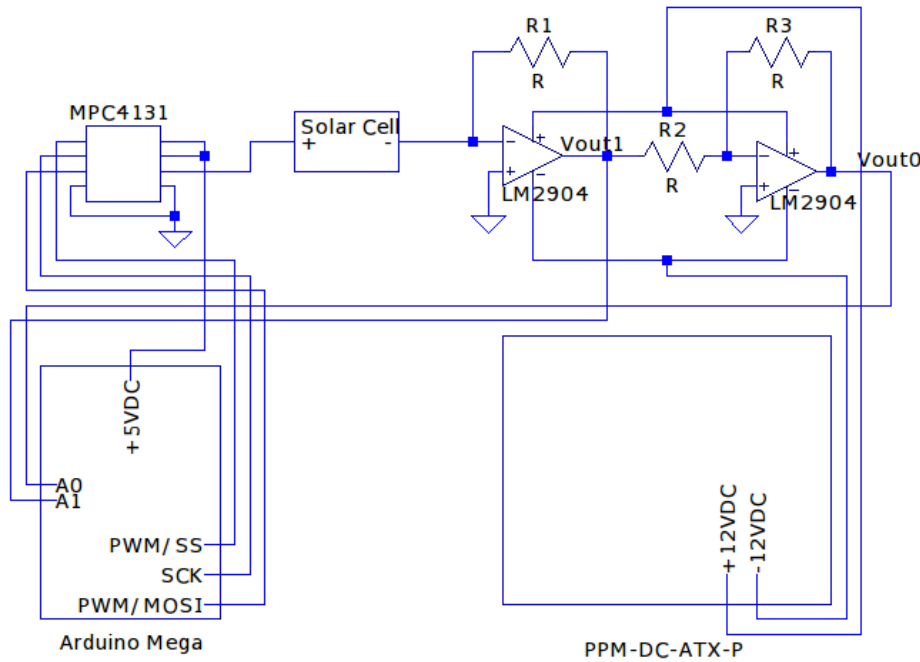 R1
R
R3
R
MPC4131
Solar Cell
+ -
Vout1
R2
R
Vout0
LM2904
LM2904
+5VDC
A0
A1
PWM/SS
SCK
PWM/MOSI
Arduino Mega
+12VDC
-12VDC
PPM-DC-ATX-P